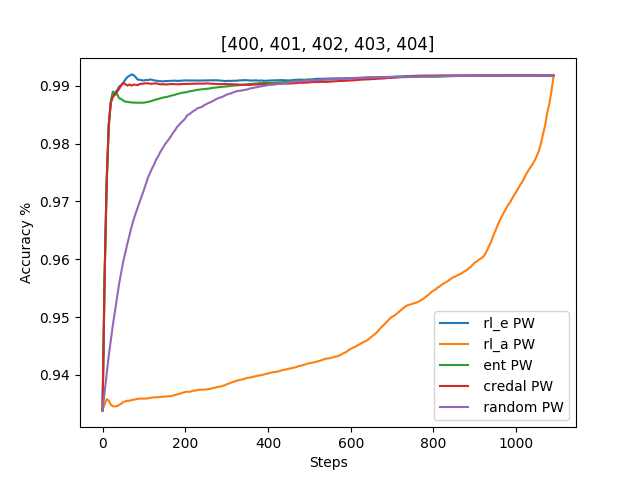 [400, 401, 402, 403, 404]
Accuracy %
0.99
0.98
0.97
0.96
0.95
0.94
0
200
400
600
800
1000
Steps
rl_e PW
rl_a PW
ent PW
credal PW
random PW